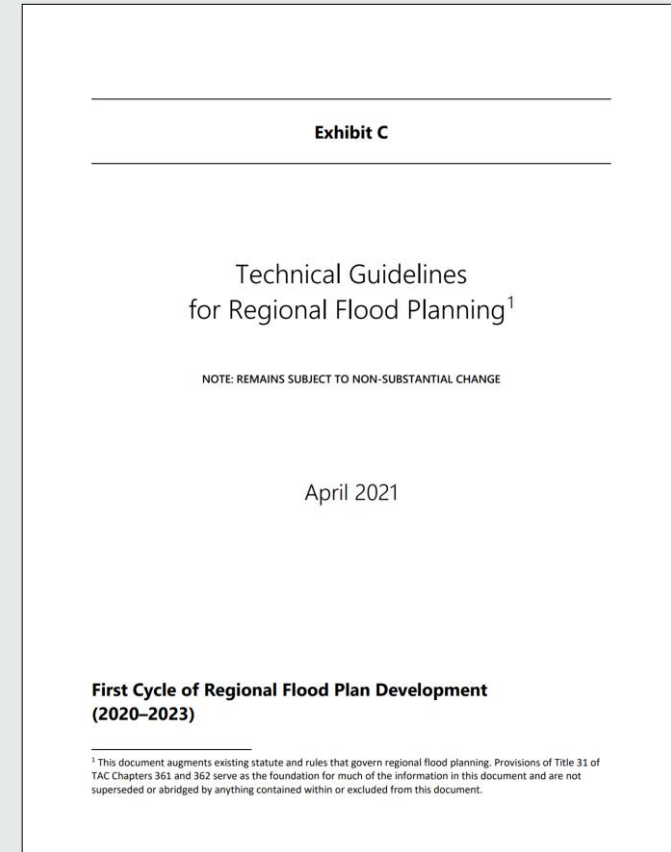 Exhibit C
Technical Guidelines
for Regional Flood Planning¹
NOTE: REMAINS SUBJECT TO NON-SUBSTANTIAL CHANGE
April 2021
First Cycle of Regional Flood Plan Development
(2020–2023)
¹ This document augments existing statute and rules that govern regional flood planning. Provisions of Title 31 of
TAC Chapters 361 and 362 serve as the foundation for much of the information in this document and are not
superseded or abridged by anything contained within or excluded from this document.